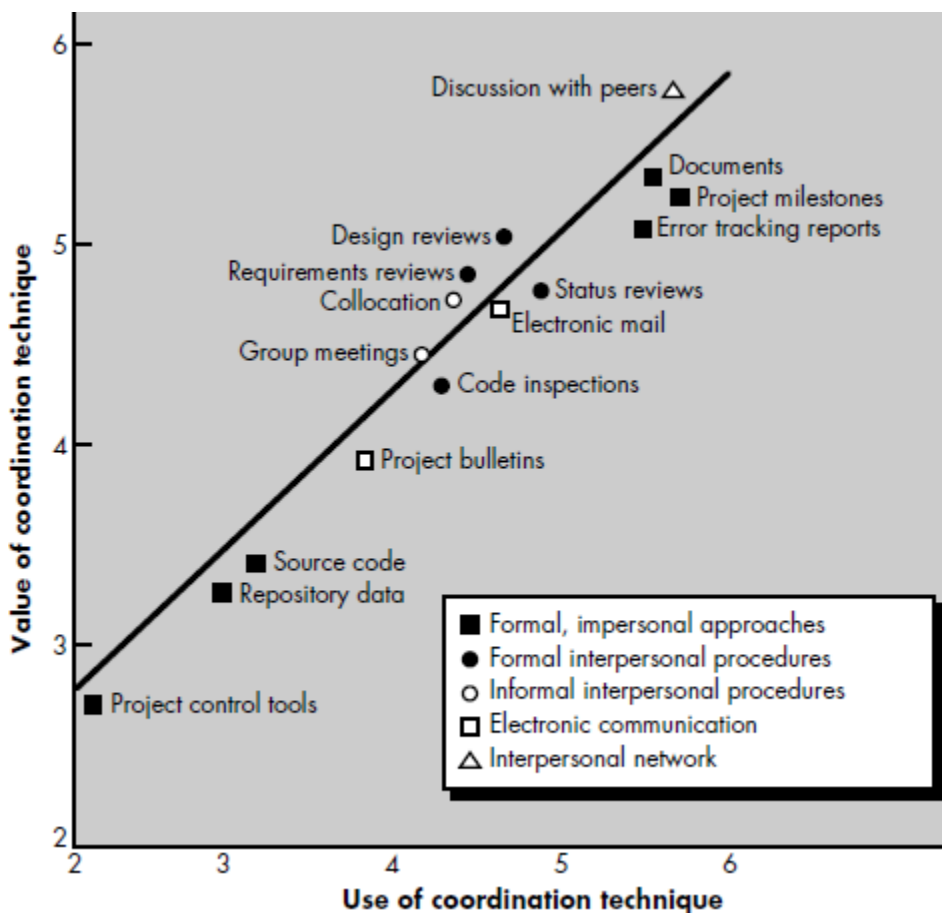 6
Discussion with peers
Documents
Project milestones
Error tracking reports
5
Design reviews
Requirements reviews
Collocation
Status reviews
Electronic mail
Group meetings
Code inspections
4
Project bulletins
Source code
Repository data
3
Project control tools
2
Value of coordination technique
Formal, impersonal approaches
Formal interpersonal procedures
Informal interpersonal procedures
Electronic communication
Interpersonal network
2 3 4 5 6
Use of coordination technique